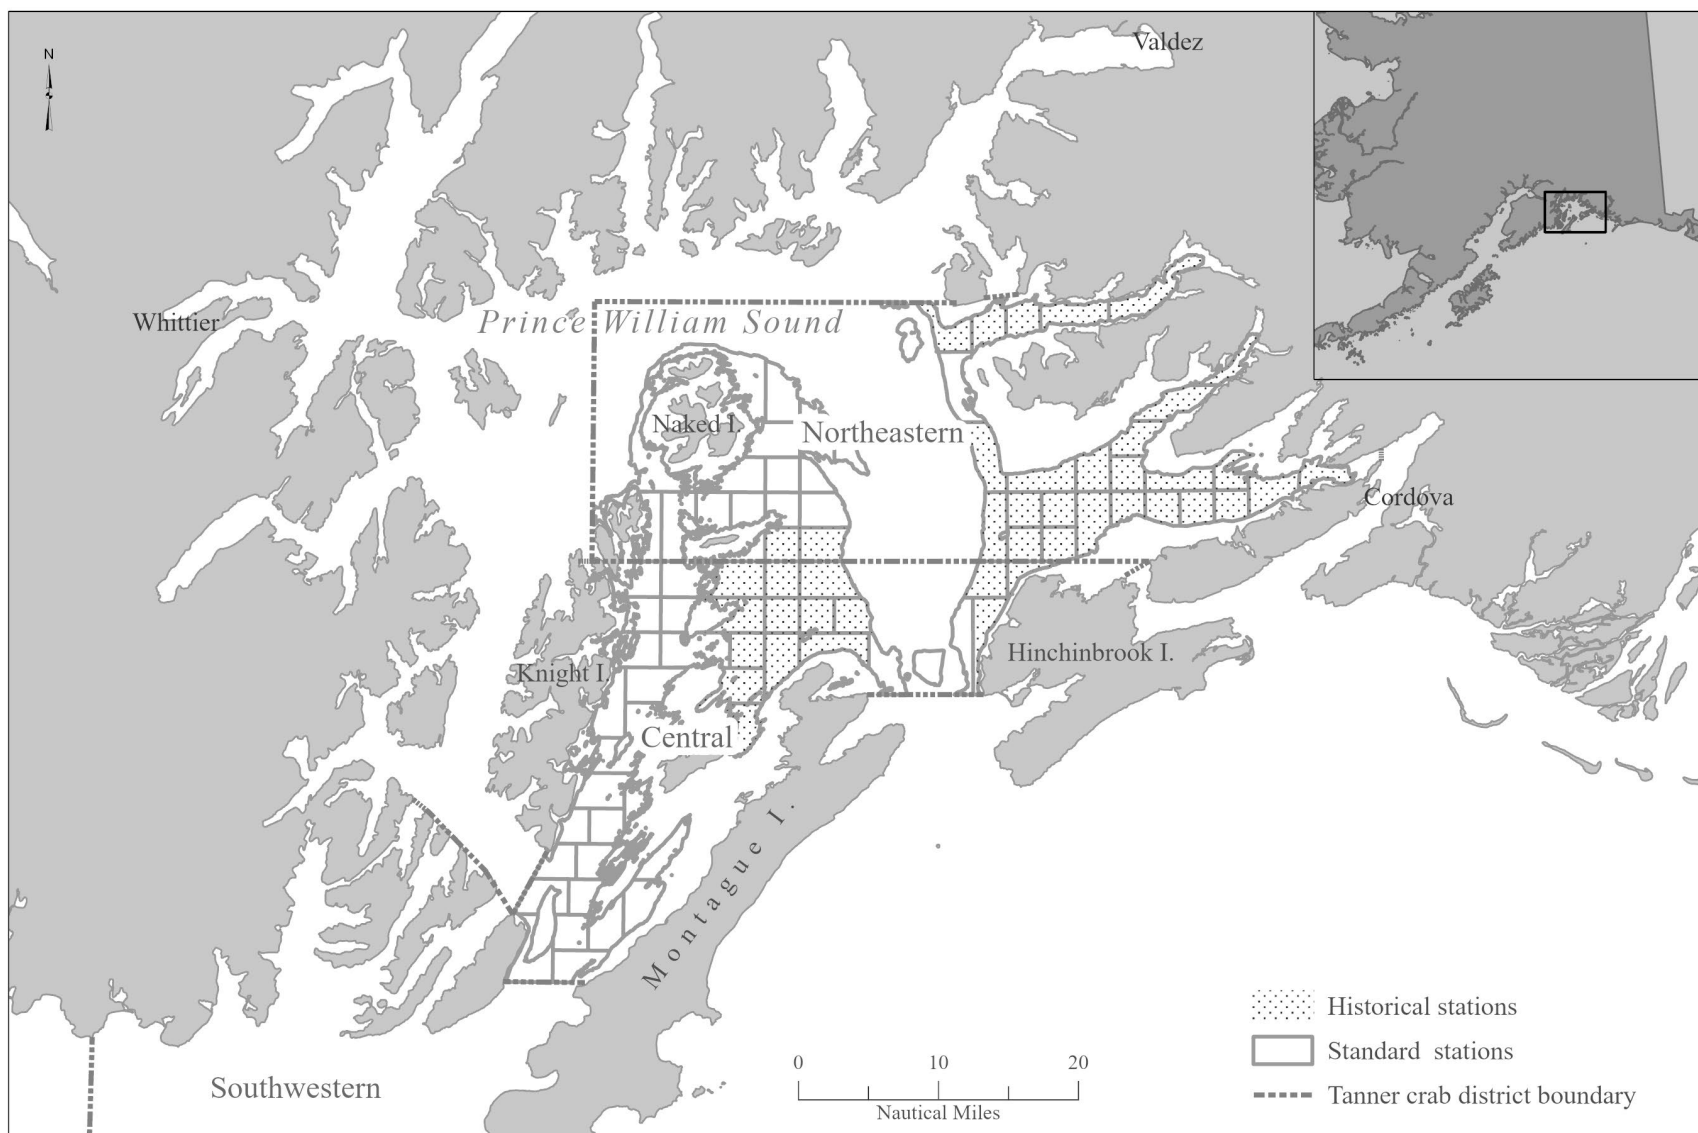 N
Valdez
Whittier
Prince William Sound
Naked I.
Northeastern
Cordova
Knight I.
Hinchinbrook I.
Central
Montague I.
Southwestern
0 10 20
Nautical Miles
Historical stations
Standard stations
Tanner crab district boundary